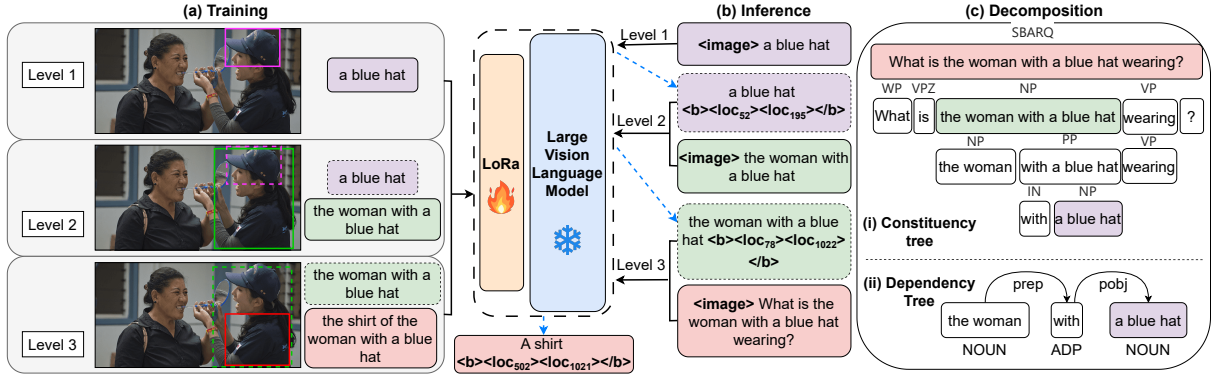 (a) Training
Level 1
a blue hat
Level 2
a blue hat
the woman with a
blue hat
Level 3
the woman with a
blue hat
the shirt of the
woman with a blue
hat
LoRa
Large
Vision
Language
Model
A shirt
<b><loc502><loc1021></b>
(b) Inference
Level 1
<image> a blue hat
a blue hat
<b><loc52><loc195></b>
Level 2
<image> the woman with
a blue hat
the woman with a blue
hat <b><loc78><loc1022>
</b>
Level 3
<image> What is the
woman with a blue hat
wearing?
(c) Decomposition
SBARQ
What is the woman with a blue hat wearing?
WP VPZ NP VP
What is the woman with a blue hat wearing ?
NP PP VP
the woman with a blue hat wearing
IN NP
with a blue hat
(i) Constituency
tree
(ii) Dependency
Tree
prep pobj
the woman with a blue hat
NOUN ADP NOUN